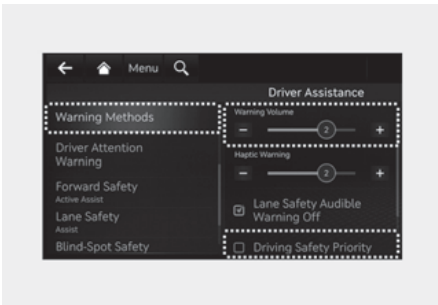 Menu
Driver Assistance
Warning Methods
Driver Attention
Warning
Forward Safety
Active Assist
Lane Safety
Assist
Blind-Spot Safety
Warning Volume
− 2 +
Haptic Warning
− 2 +
Lane Safety Audible
Warning Off
Driving Safety Priority